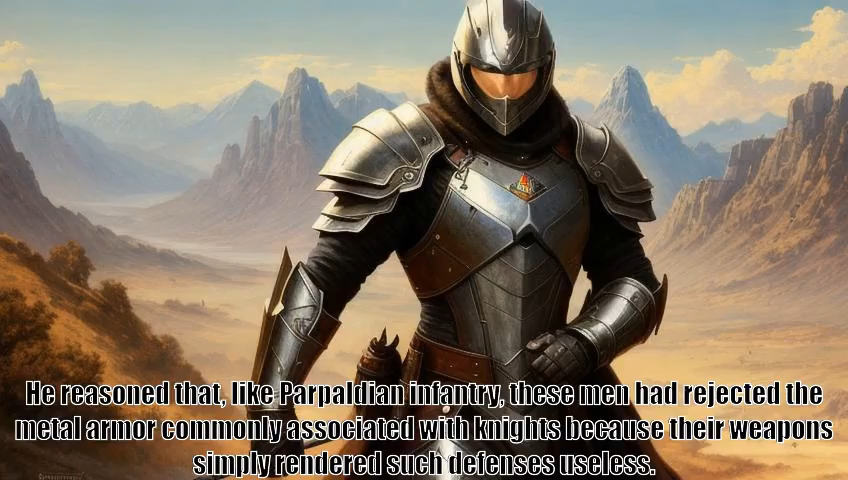 He reasoned that, like Parpaldian infantry, these men had rejected the
metal armor commonly associated with knights because their weapons
simply rendered such defenses useless.